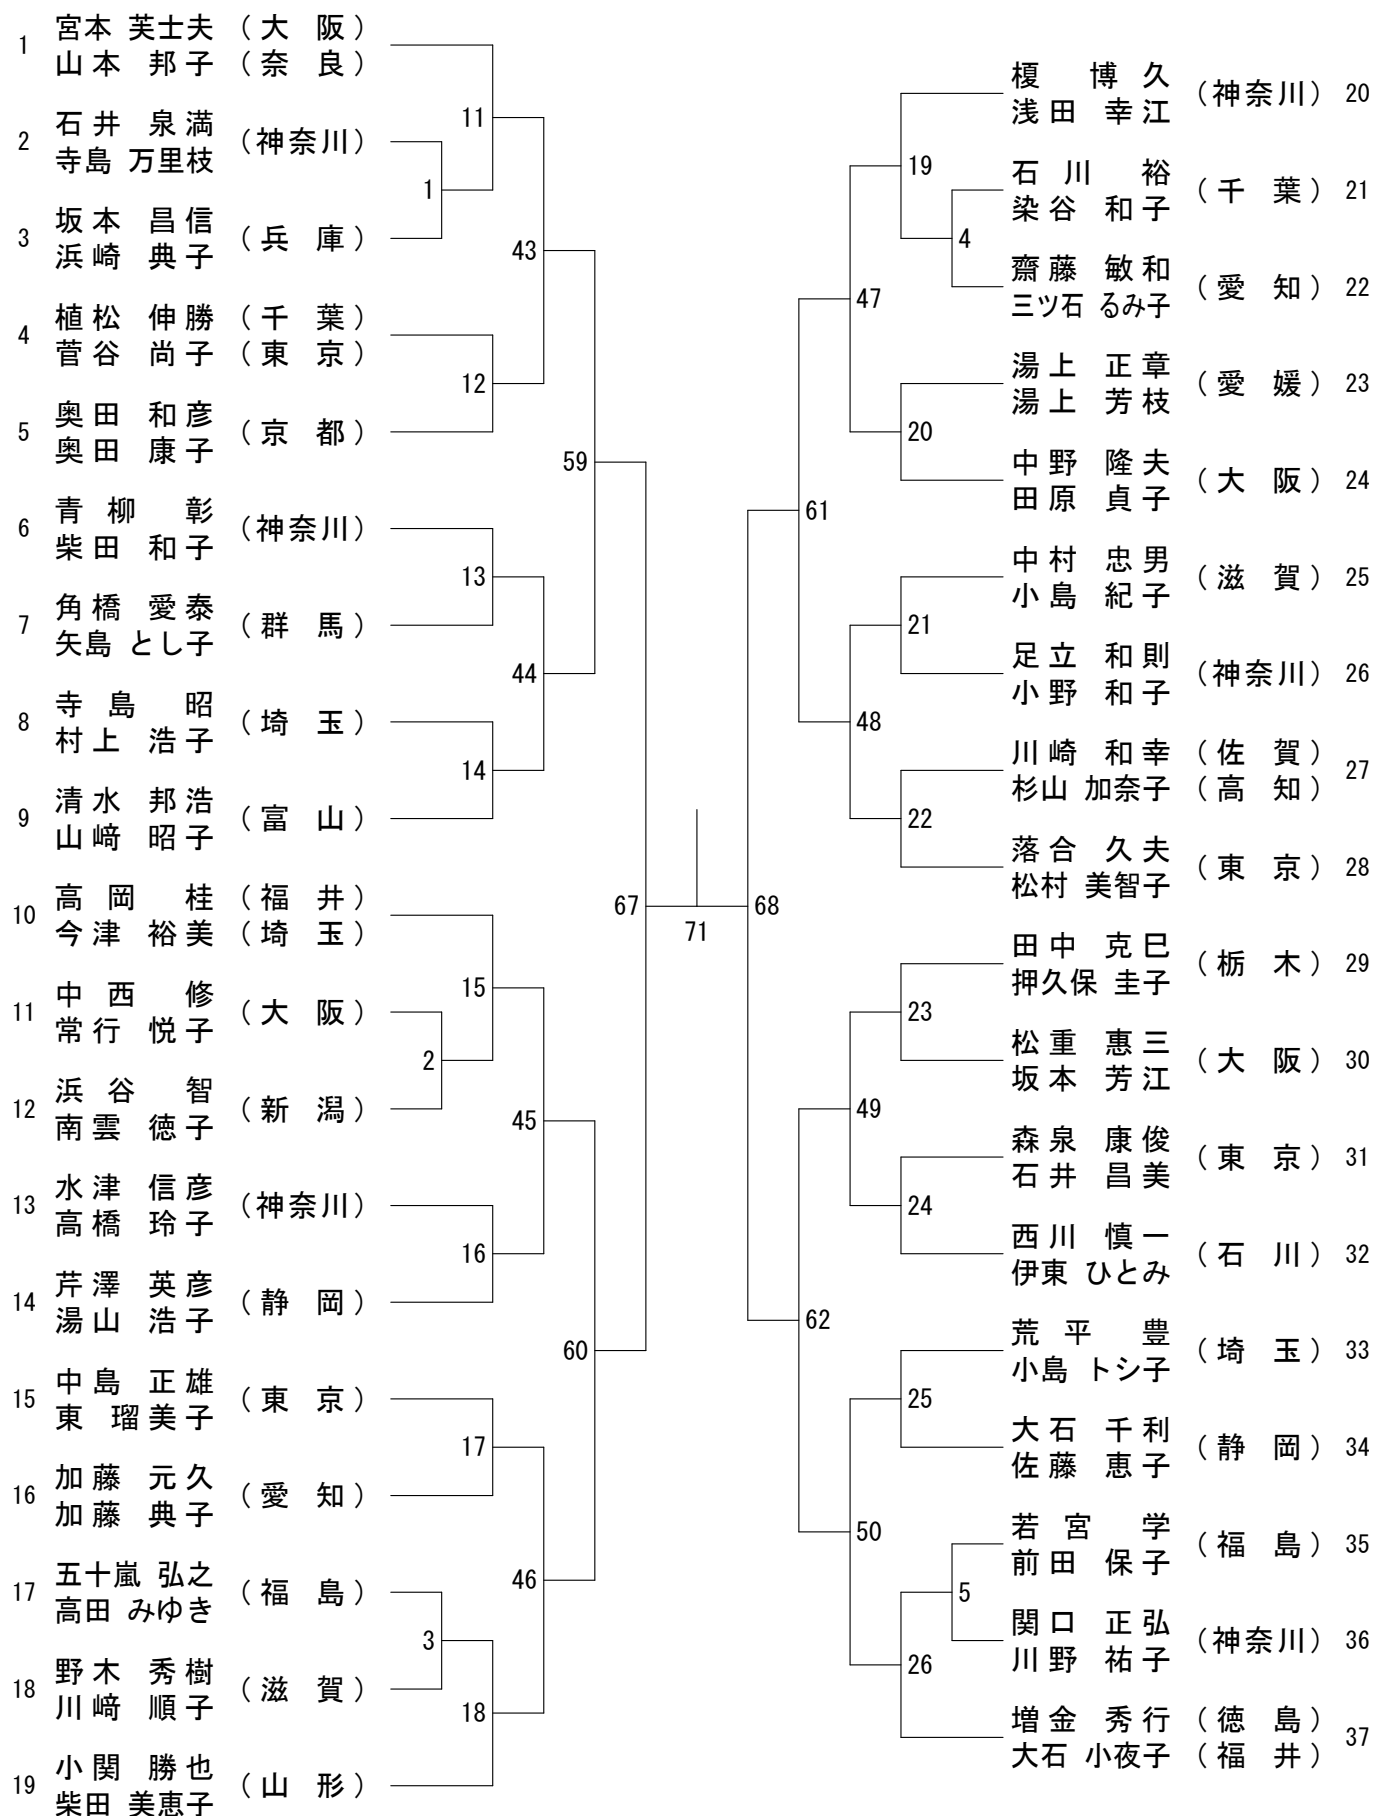 1 宮本 芙士夫 （大 阪）
山本 邦子 （奈 良）
2 石井 泉満 （神奈川）
寺島 万里枝
3 坂本 昌信 （兵 庫）
浜崎 典子
4 植松 伸勝 （千 葉）
菅谷 尚子 （東 京）
5 奥田 和彦 （京 都）
奥田 康子
6 青柳 彰 （神奈川）
柴田 和子
7 角橋 愛泰 （群 馬）
矢島 とし子
8 寺島 昭 （埼 玉）
村上 浩子
9 清水 邦浩 （富 山）
山﨑 昭子
10 高岡 桂 （福 井）
今津 裕美 （埼 玉）
11 中西 修 （大 阪）
常行 悦子
12 浜谷 智 （新 潟）
南雲 徳子
13 水津 信彦 （神奈川）
高橋 玲子
14 芹澤 英彦 （静 岡）
湯山 浩子
15 中島 正雄 （東 京）
東 瑠美子
16 加藤 元久 （愛 知）
加藤 典子
17 五十嵐 弘之 （福 島）
高田 みゆき
18 野木 秀樹 （滋 賀）
川﨑 順子
19 小関 勝也 （山 形）
柴田 美恵子
1
2
3
11
12
13
14
15
16
17
18
43
44
45
46
59
60
67
71
68
61
62
47
48
49
50
19
20
21
22
23
24
25
26
4
5
榎 博久 （神奈川） 20
浅田 幸江
石川 裕 （千 葉） 21
染谷 和子
齋藤 敏和 （愛 知） 22
三ツ石 るみ子
湯上 正章 （愛 媛） 23
湯上 芳枝
中野 隆夫 （大 阪） 24
田原 貞子
中村 忠男 （滋 賀） 25
小島 紀子
足立 和則 （神奈川） 26
小野 和子
川崎 和幸 （佐 賀） 27
杉山 加奈子 （高 知）
落合 久夫 （東 京） 28
松村 美智子
田中 克巳 （栃 木） 29
押久保 圭子
松重 惠三 （大 阪） 30
坂本 芳江
森泉 康俊 （東 京） 31
石井 昌美
西川 慎一 （石 川） 32
伊東 ひとみ
荒平 豊 （埼 玉） 33
小島 トシ子
大石 千利 （静 岡） 34
佐藤 恵子
若宮 学 （福 島） 35
前田 保子
関口 正弘 （神奈川） 36
川野 祐子
増金 秀行 （徳 島） 37
大石 小夜子 （福 井）